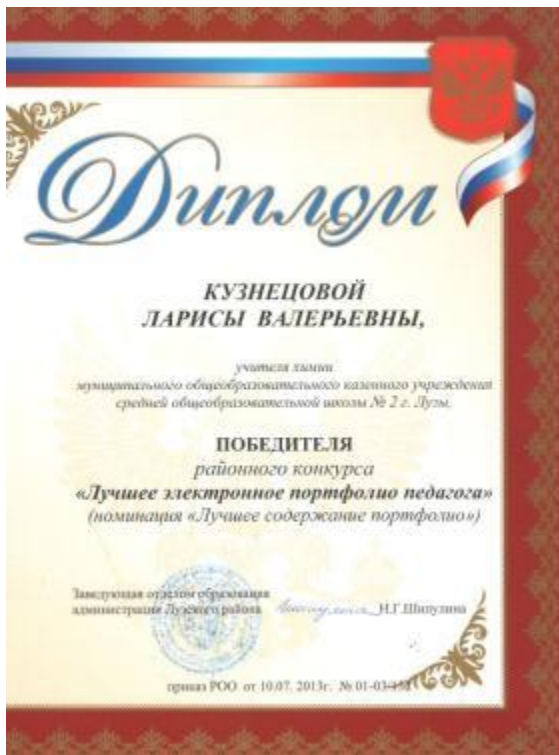 Диплом
КУЗНЕЦОВОЙ
ЛАРИСЫ ВАЛЕРЬЕВНЫ,
учителя химии
муниципального общеобразовательного казенного учреждения
средней общеобразовательной школы № 2 г. Лузы,
ПОБЕДИТЕЛЯ
районного конкурса
«Лучшее электронное портфолио педагога»
(номинация «Лучшее содержание портфолио»)
Заведующая отделом образования
администрации Лузского района Н.Г.Шипулина
приказ РОО от 10.07. 2013г. № 01-03/